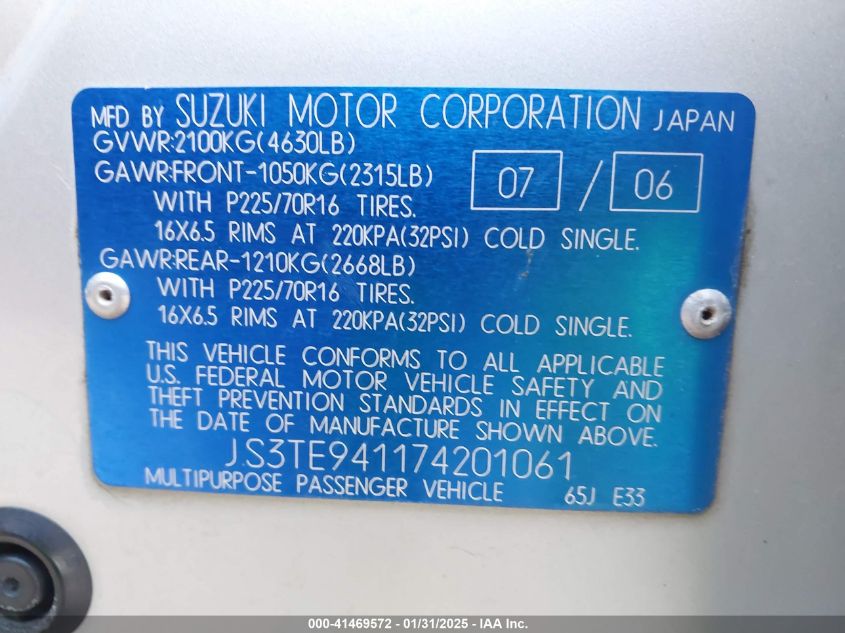 MFD BY SUZUKI MOTOR CORPORATION JAPAN
GVWR:2100KG(4630LB)
GAWR:FRONT-1050KG(2315LB) 07 / 06
WITH P225/70R16 TIRES.
16X6.5 RIMS AT 220KPA(32PSI) COLD SINGLE.
GAWR:REAR-1210KG(2668LB)
WITH P225/70R16 TIRES.
16X6.5 RIMS AT 220KPA(32PSI) COLD SINGLE.
THIS VEHICLE CONFORMS TO ALL APPLICABLE
U.S. FEDERAL MOTOR VEHICLE SAFETY AND
THEFT PREVENTION STANDARDS IN EFFECT ON
THE DATE OF MANUFACTURE SHOWN ABOVE.
JS3TE941174201061
MULTIPURPOSE PASSENGER VEHICLE 65J E33
000-41469572 - 01/31/2025 - IAA Inc.